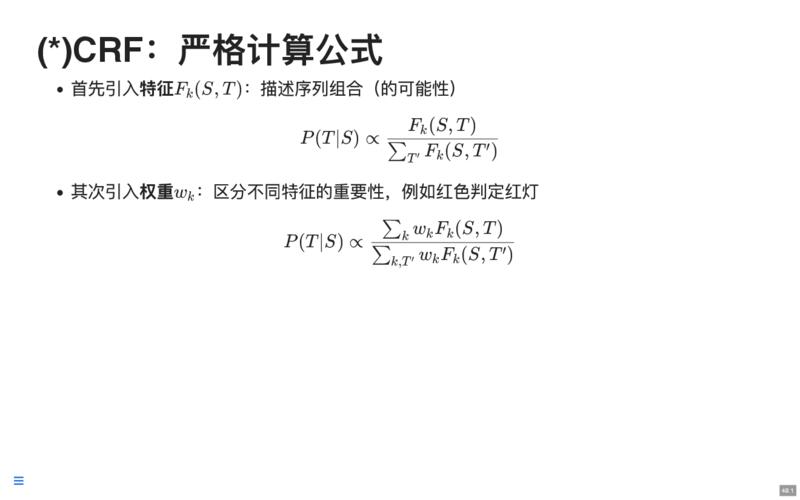 (*)CRF：严格计算公式
• 首先引入特征$F_k(S,T)$：描述序列组合（的可能性）
$P(T|S) \propto \frac{F_k(S,T)}{\sum_{T'} F_k(S,T')}$
• 其次引入权重$w_k$：区分不同特征的重要性，例如红色判定红灯
$P(T|S) \propto \frac{\sum_k w_k F_k(S,T)}{\sum_{k,T'} w_k F_k(S,T')}$
48.1